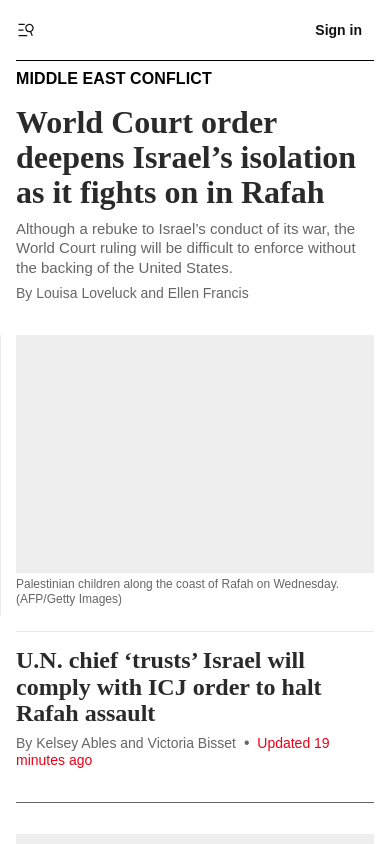 Sign in
MIDDLE EAST CONFLICT
World Court order
deepens Israel’s isolation
as it fights on in Rafah
Although a rebuke to Israel’s conduct of its war, the
World Court ruling will be difficult to enforce without
the backing of the United States.
By Louisa Loveluck and Ellen Francis
Palestinian children along the coast of Rafah on Wednesday.
(AFP/Getty Images)
U.N. chief ‘trusts’ Israel will
comply with ICJ order to halt
Rafah assault
By Kelsey Ables and Victoria Bisset • Updated 19
minutes ago